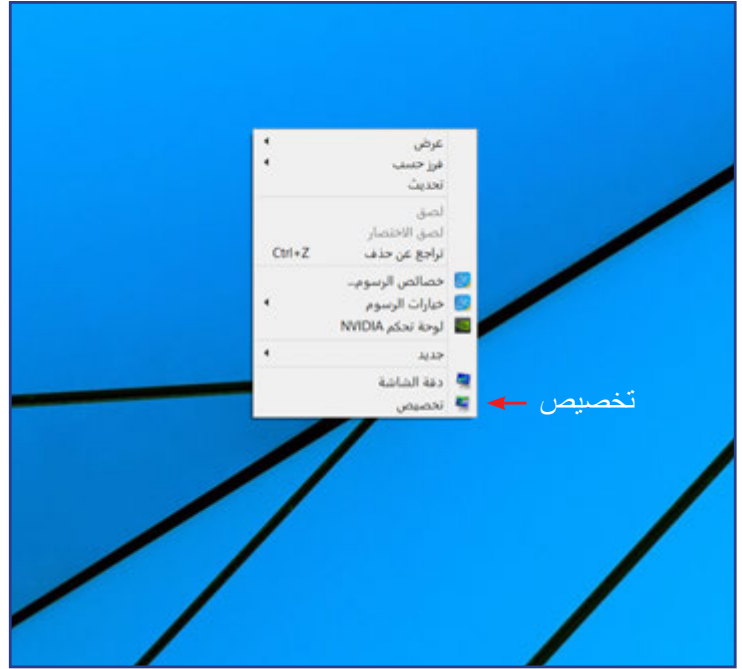 عرض
فرز حسب
تحديث
لصق
لصق الاختصار
تراجع عن حذف Ctrl+Z
خصائص الرسوم...
خيارات الرسوم
لوحة تحكم NVIDIA
جديد
دقة الشاشة
تخصيص
تخصيص